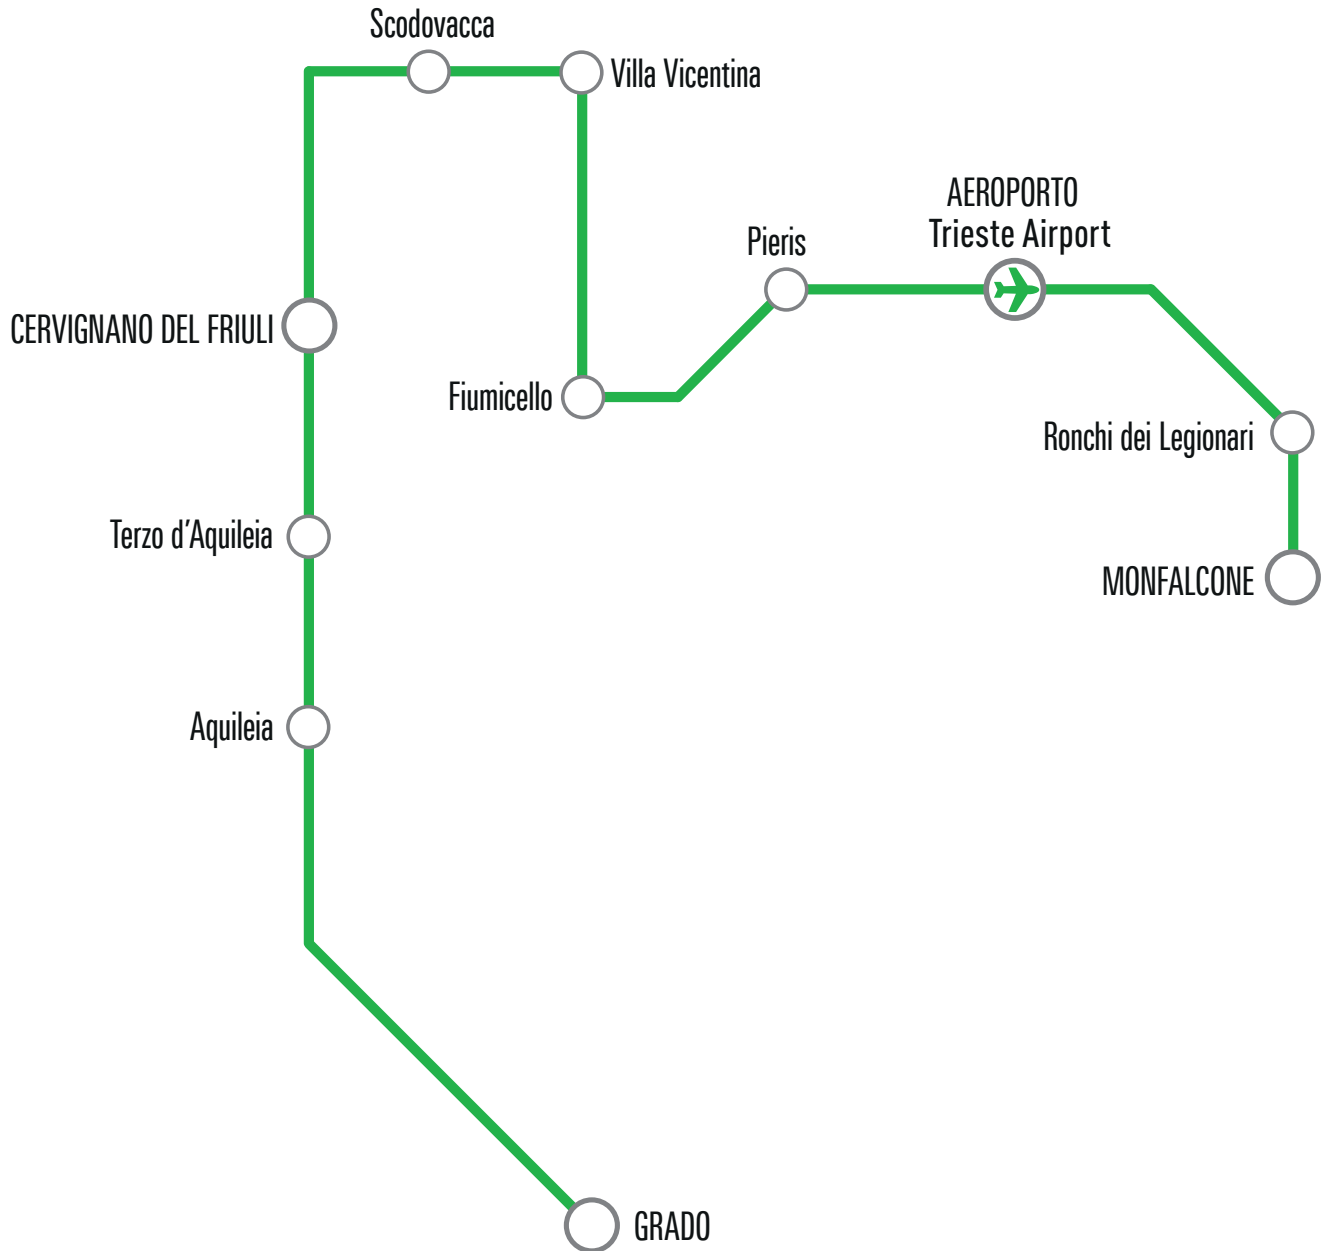 Scodovacca
Villa Vicentina
AEROPORTO
Trieste Airport
Pieris
CERVIGNANO DEL FRIULI
Fiumicello
Ronchi dei Legionari
Terzo d'Aquileia
MONFALCONE
Aquileia
GRADO